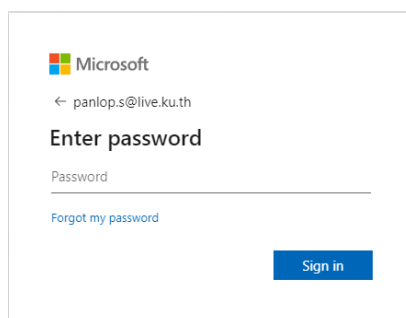 Microsoft
← panlop.s@live.ku.th
Enter password
Password
Forgot my password
Sign in